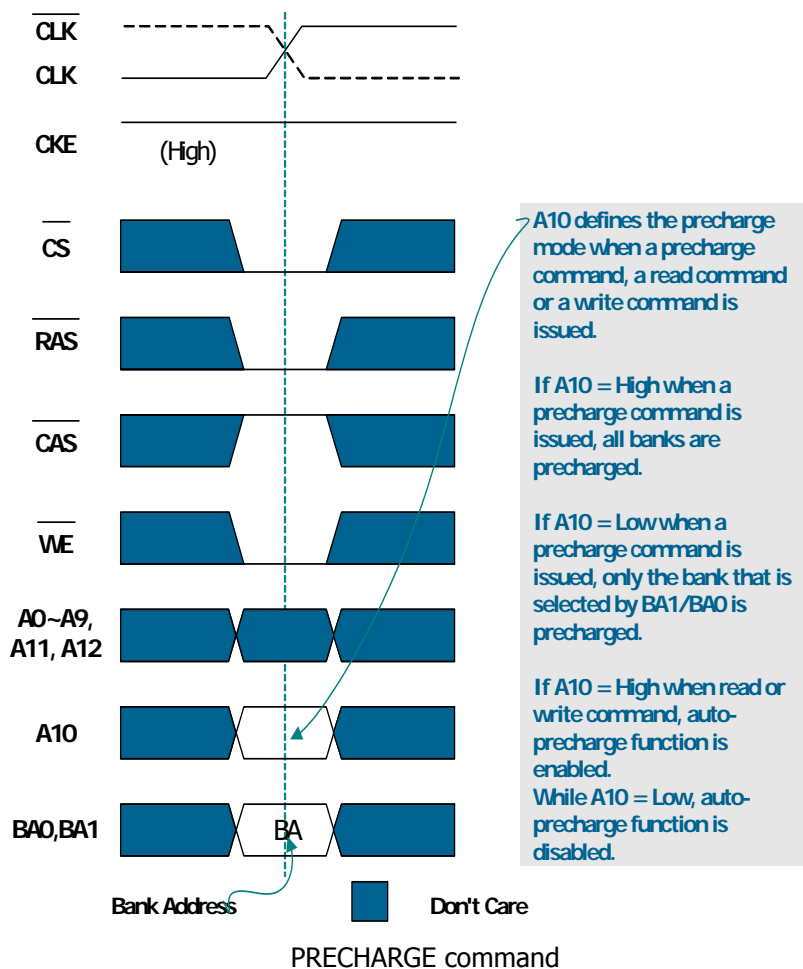 CLK
CLK
CKE
(High)
CS
RAS
CAS
WE
A0~A9,
A11, A12
A10
BA0,BA1
BA
Bank Address
Don't Care
A10 defines the precharge
mode when a precharge
command, a read command
or a write command is
issued.
If A10 = High when a
precharge command is
issued, all banks are
precharged.
If A10 = Low when a
precharge command is
issued, only the bank that is
selected by BA1/BA0 is
precharged.
If A10 = High when read or
write command, auto-
precharge function is
enabled.
While A10 = Low, auto-
precharge function is
disabled.
PRECHARGE command